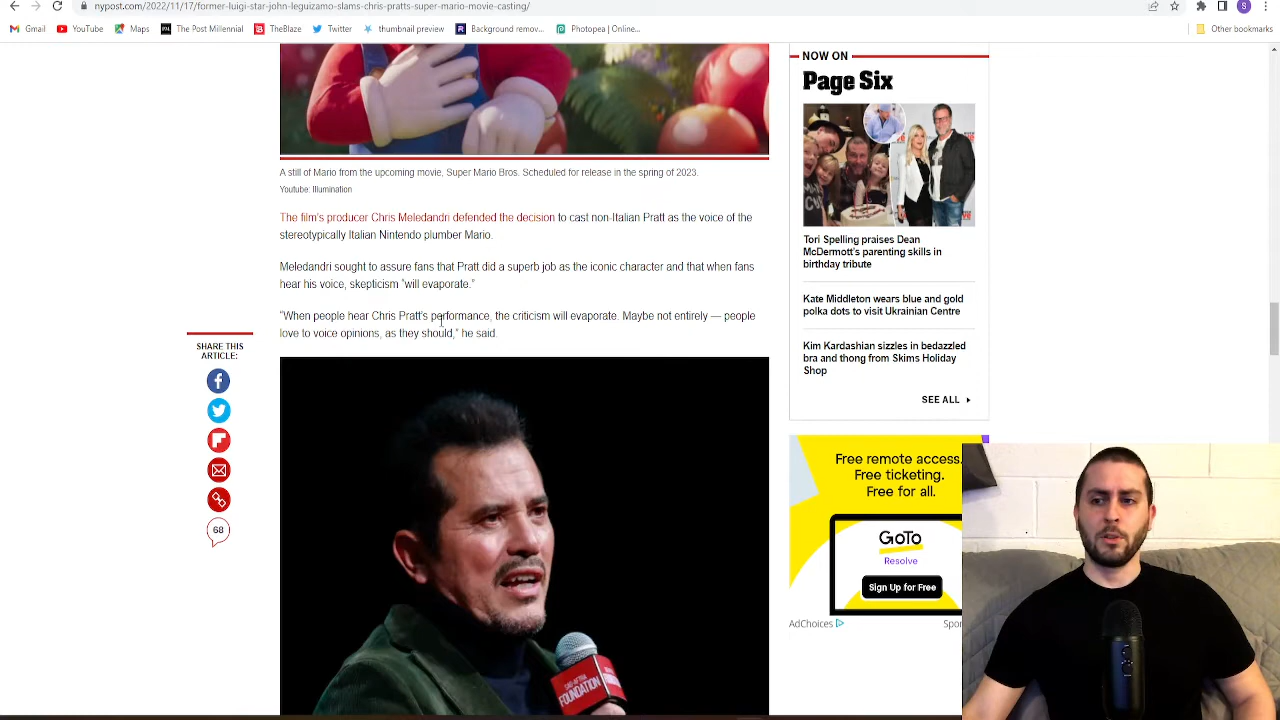 nypost.com/2022/11/17/former-luigi-star-john-leguizamo-slams-chris-pratts-super-mario-movie-casting/
S
Gmail
YouTube
Maps
The Post Millennial
TheBlaze
Twitter
thumbnail preview
Background remov...
Photopea | Online...
Other bookmarks
A still of Mario from the upcoming movie, Super Mario Bros. Scheduled for release in the spring of 2023.
Youtube: Illumination
The film's producer Chris Meledandri defended the decision to cast non-Italian Pratt as the voice of the
stereotypically Italian Nintendo plumber Mario.
Meledandri sought to assure fans that Pratt did a superb job as the iconic character and that when fans
hear his voice, skepticism “will evaporate.”
“When people hear Chris Pratt’s performance, the criticism will evaporate. Maybe not entirely — people
love to voice opinions, as they should,” he said.
SHARE THIS
ARTICLE:
68
FOUNDATION
NOW ON
Page Six
Tori Spelling praises Dean
McDermott's parenting skills in
birthday tribute
Kate Middleton wears blue and gold
polka dots to visit Ukrainian Centre
Kim Kardashian sizzles in bedazzled
bra and thong from Skims Holiday
Shop
SEE ALL
Free remote access.
Free ticketing.
Free for all.
GoTo
Resolve
Sign Up for Free
AdChoices
Spor